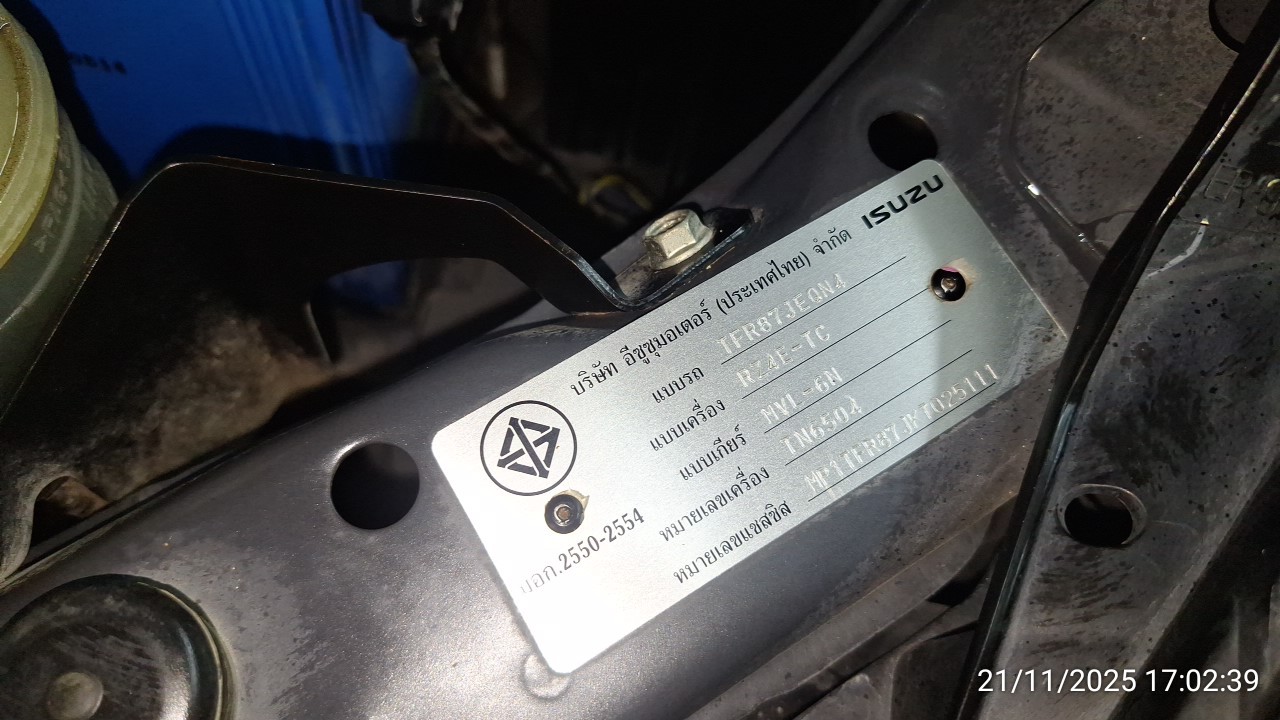 ISUZU
บริษัท อีซูซุมอเตอร์ (ประเทศไทย) จำกัด
แบบรถ TFR87JEQN4
แบบเครื่อง RZ4E-TC
แบบเกียร์ MVL-6N
หมายเลขเครื่อง TN6504
หมายเลขแชสซิส MP1TFR87JKT025111
มอก.2550-2554
21/11/2025 17:02:39